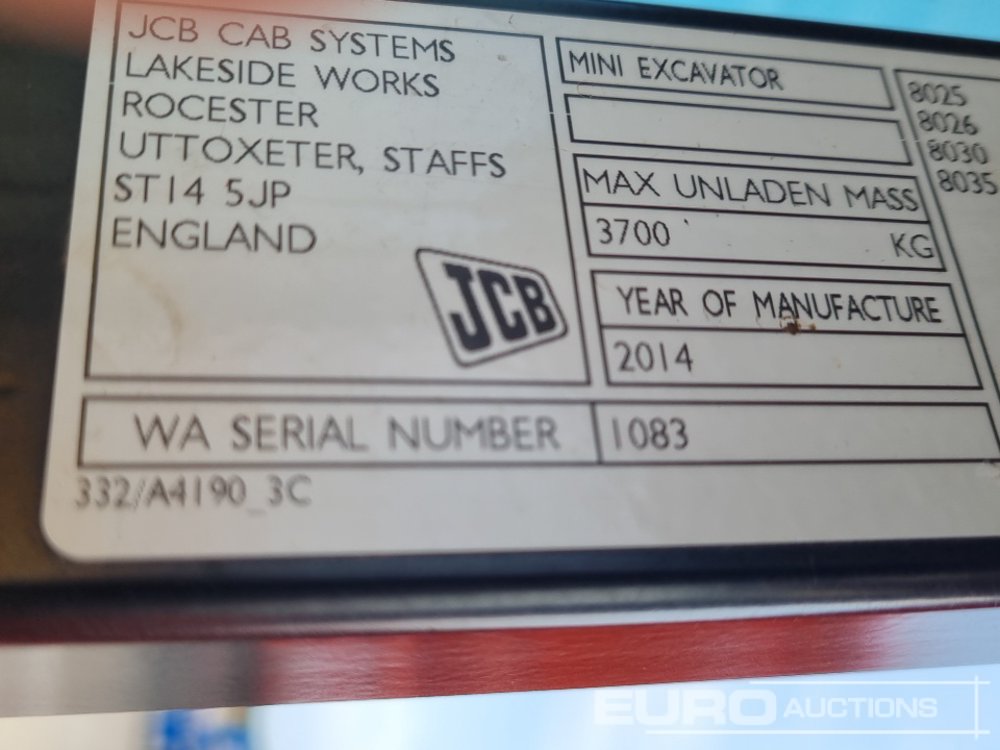 JCB CAB SYSTEMS
LAKESIDE WORKS
ROCESTER
UTTOXETER, STAFFS
ST14 5JP
ENGLAND
JCB
MINI EXCAVATOR
MAX UNLADEN MASS
3700 KG
YEAR OF MANUFACTURE
2014
8025
8026
8030
8035
WA SERIAL NUMBER 1083
332/A4190_3C
EURO AUCTIONS